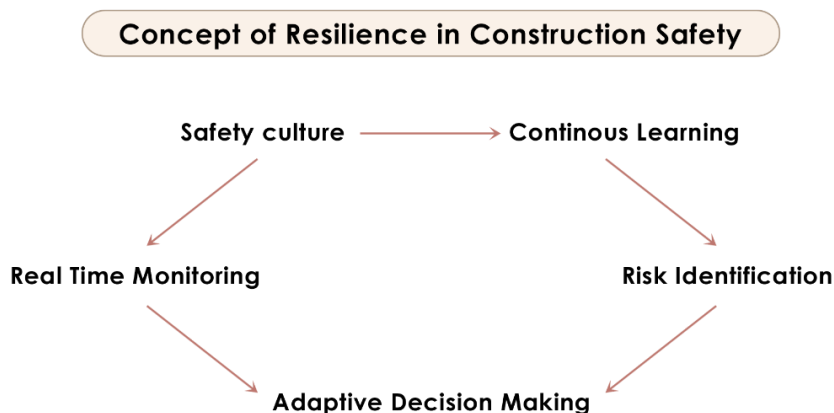 Concept of Resilience in Construction Safety
Safety culture
Continous Learning
Real Time Monitoring
Risk Identification
Adaptive Decision Making